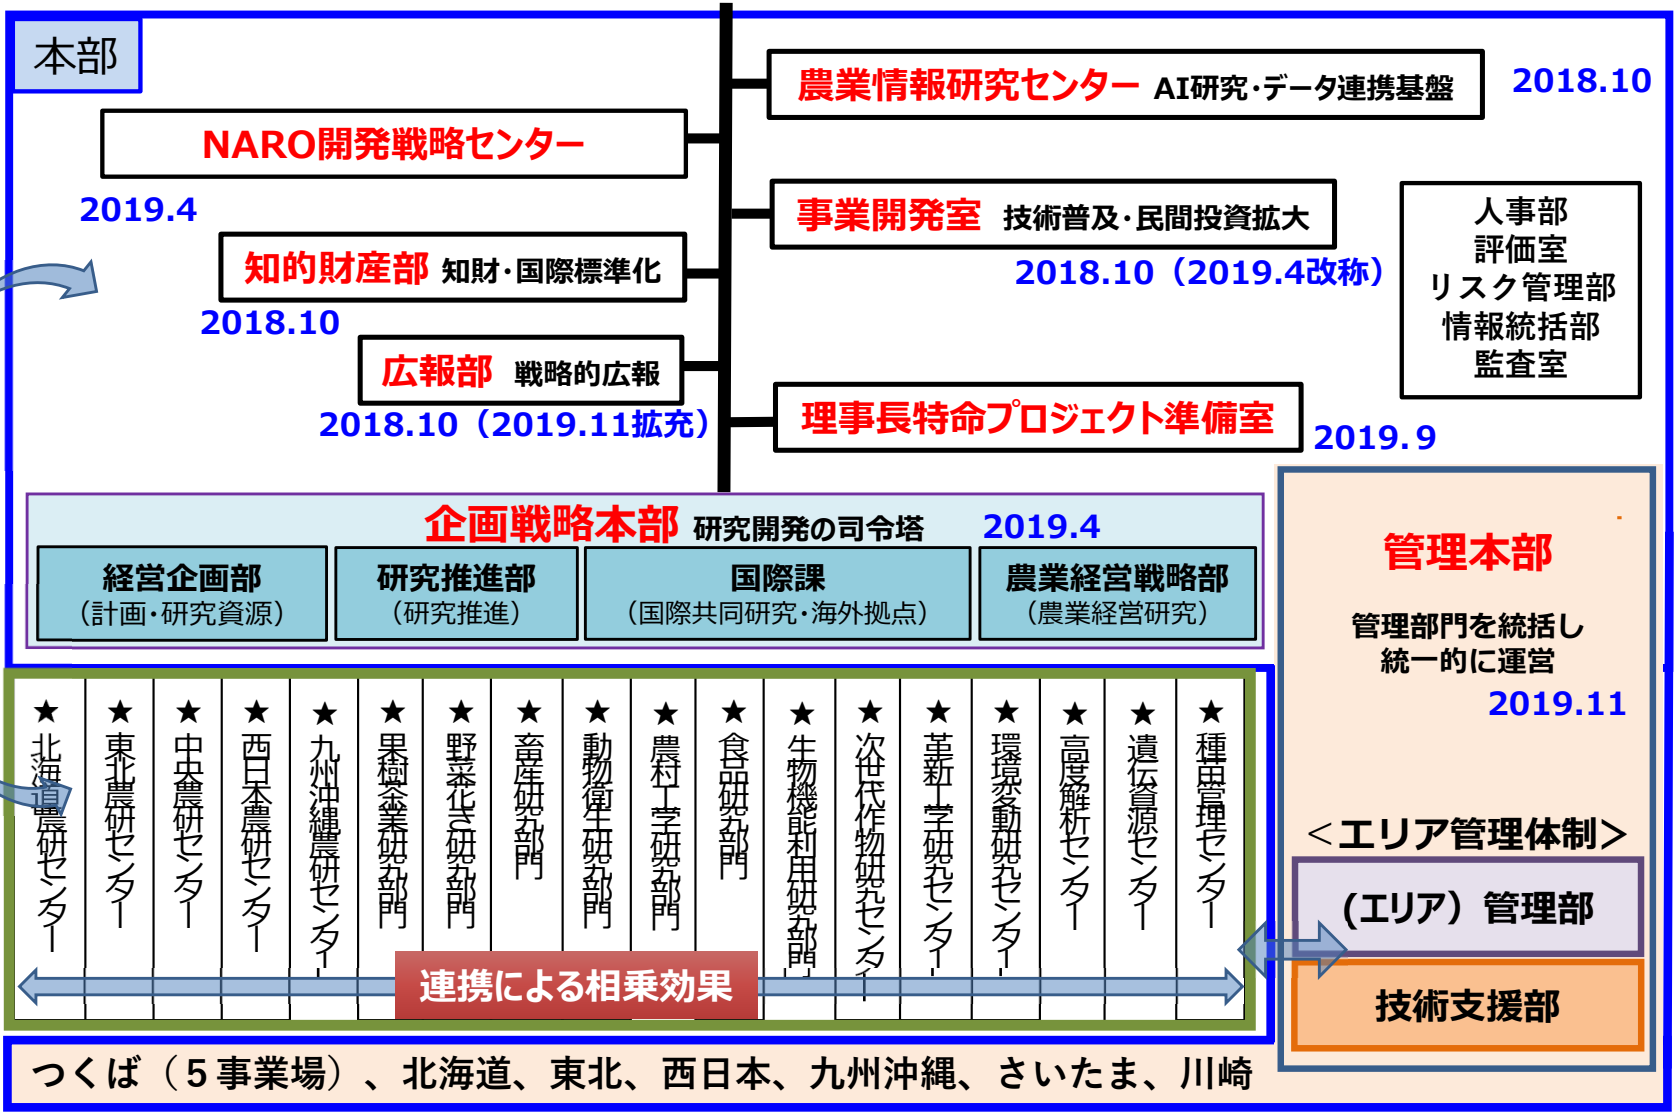 本部
農業情報研究センター AI研究・データ連携基盤
2018.10
NARO開発戦略センター
2019.4
事業開発室 技術普及・民間投資拡大
2018.10（2019.4改称）
知的財産部 知財・国際標準化
2018.10
広報部 戦略的広報
2018.10（2019.11拡充）
理事長特命プロジェクト準備室
2019.９
人事部
評価室
リスク管理部
情報統括部
監査室
企画戦略本部 研究開発の司令塔 2019.4
経営企画部
（計画・研究資源）
研究推進部
（研究推進）
国際課
（国際共同研究・海外拠点）
農業経営戦略部
（農業経営研究）
管理本部
管理部門を統括し
統一的に運営
2019.11
＜エリア管理体制＞
(エリア）管理部
技術支援部
★北海道農研センター
★東北農研センター
★中央農研センター
★西日本農研センター
★九州沖縄農研センター
★果樹茶業研究部門
★野菜花き研究部門
★畜産研究部門
★動物衛生研究部門
★農村工学研究部門
★食品研究部門
★生物機能利用研究部門
★次世代作物研究センター
★革新工学研究センター
★環境変動研究センター
★高度解析センター
★遺伝資源センター
★種苗管理センター
連携による相乗効果
つくば（５事業場）、北海道、東北、西日本、九州沖縄、さいたま、川崎